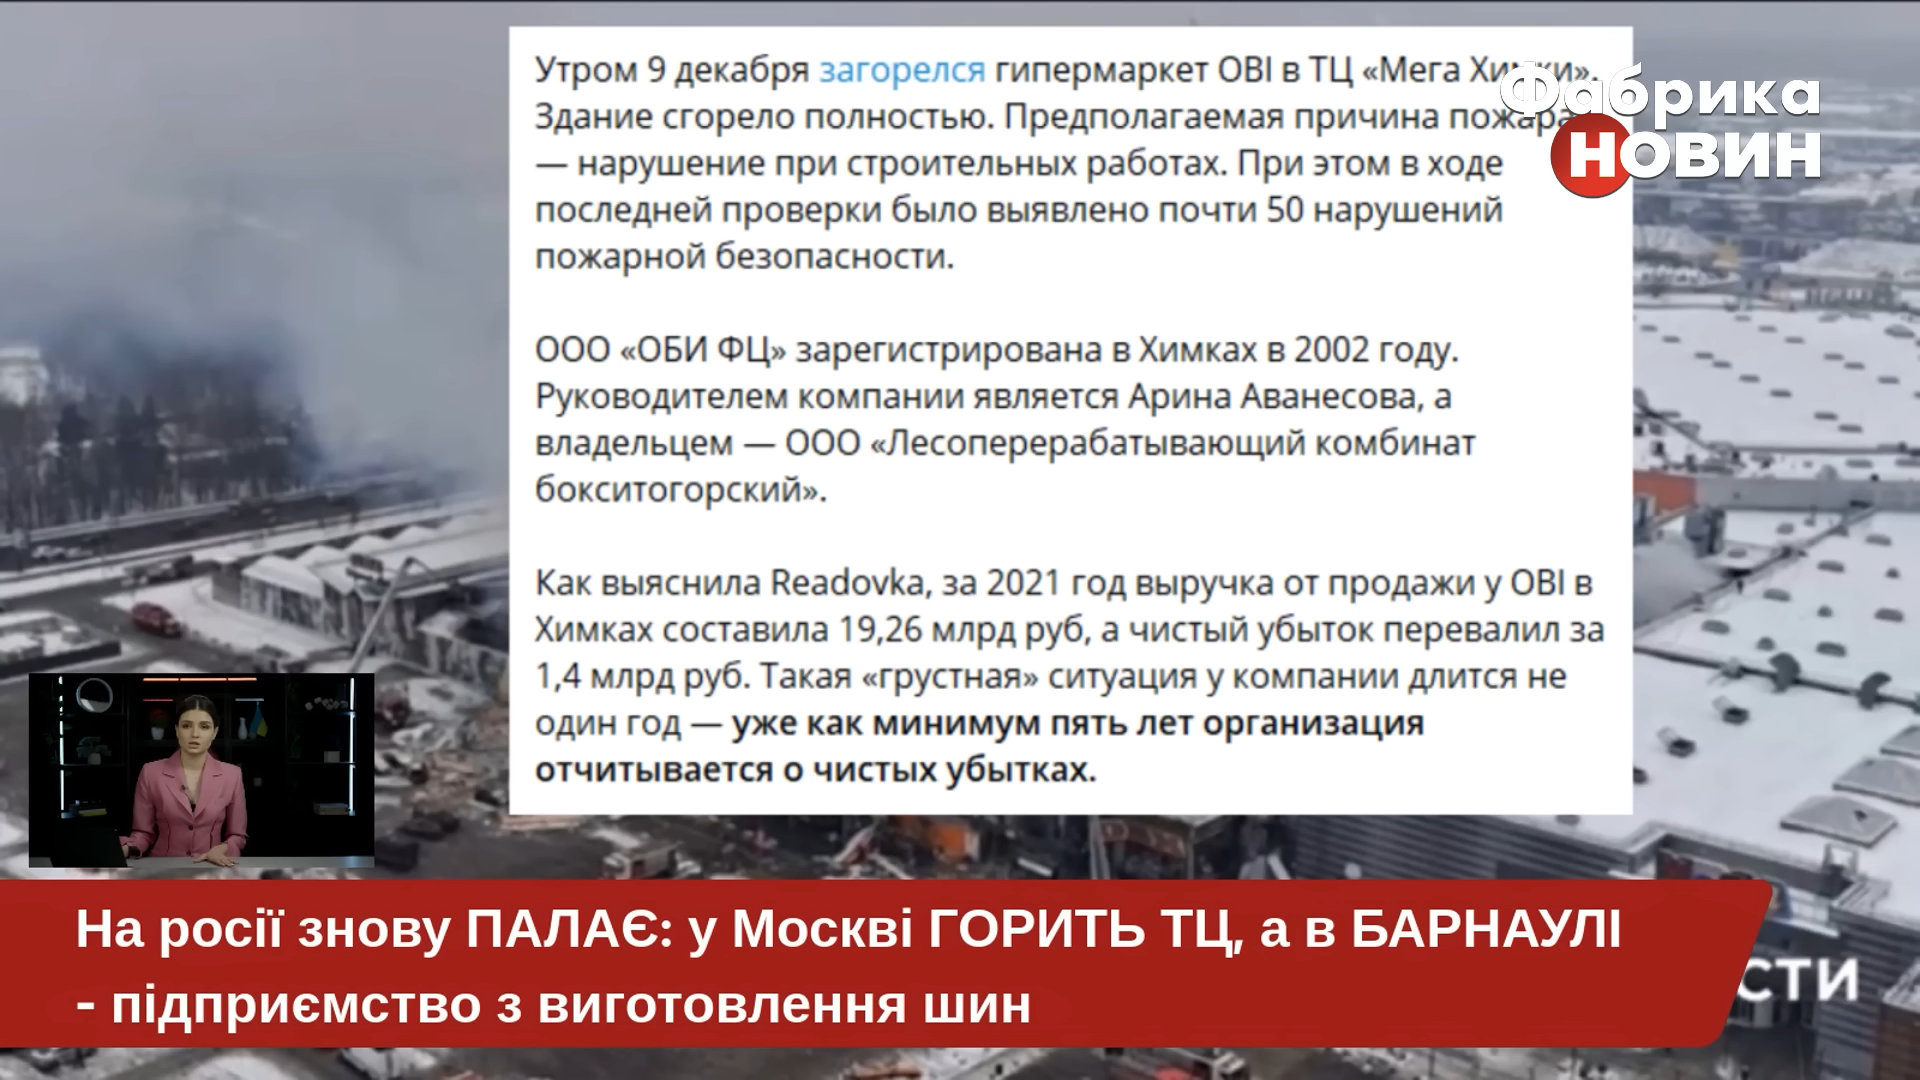 Утром 9 декабря загорелся гипермаркет OBI в ТЦ «Мега Химки».
Здание сгорело полностью. Предполагаемая причина пожара
— нарушение при строительных работах. При этом в ходе
последней проверки было выявлено почти 50 нарушений
пожарной безопасности.
ООО «ОБИ ФЦ» зарегистрирована в Химках в 2002 году.
Руководителем компании является Арина Аванесова, а
владельцем — ООО «Лесоперерабатывающий комбинат
бокситогорский».
Как выяснила Readovka, за 2021 год выручка от продажи у OBI в
Химках составила 19,26 млрд руб, а чистый убыток перевалил за
1,4 млрд руб. Такая «грустная» ситуация у компании длится не
один год — уже как минимум пять лет организация
отчитывается о чистых убытках.
Фабрика
новин
На росії знову ПАЛАЄ: у Москві ГОРИТЬ ТЦ, а в БАРНАУЛІ
- підприємство з виготовлення шин
сти